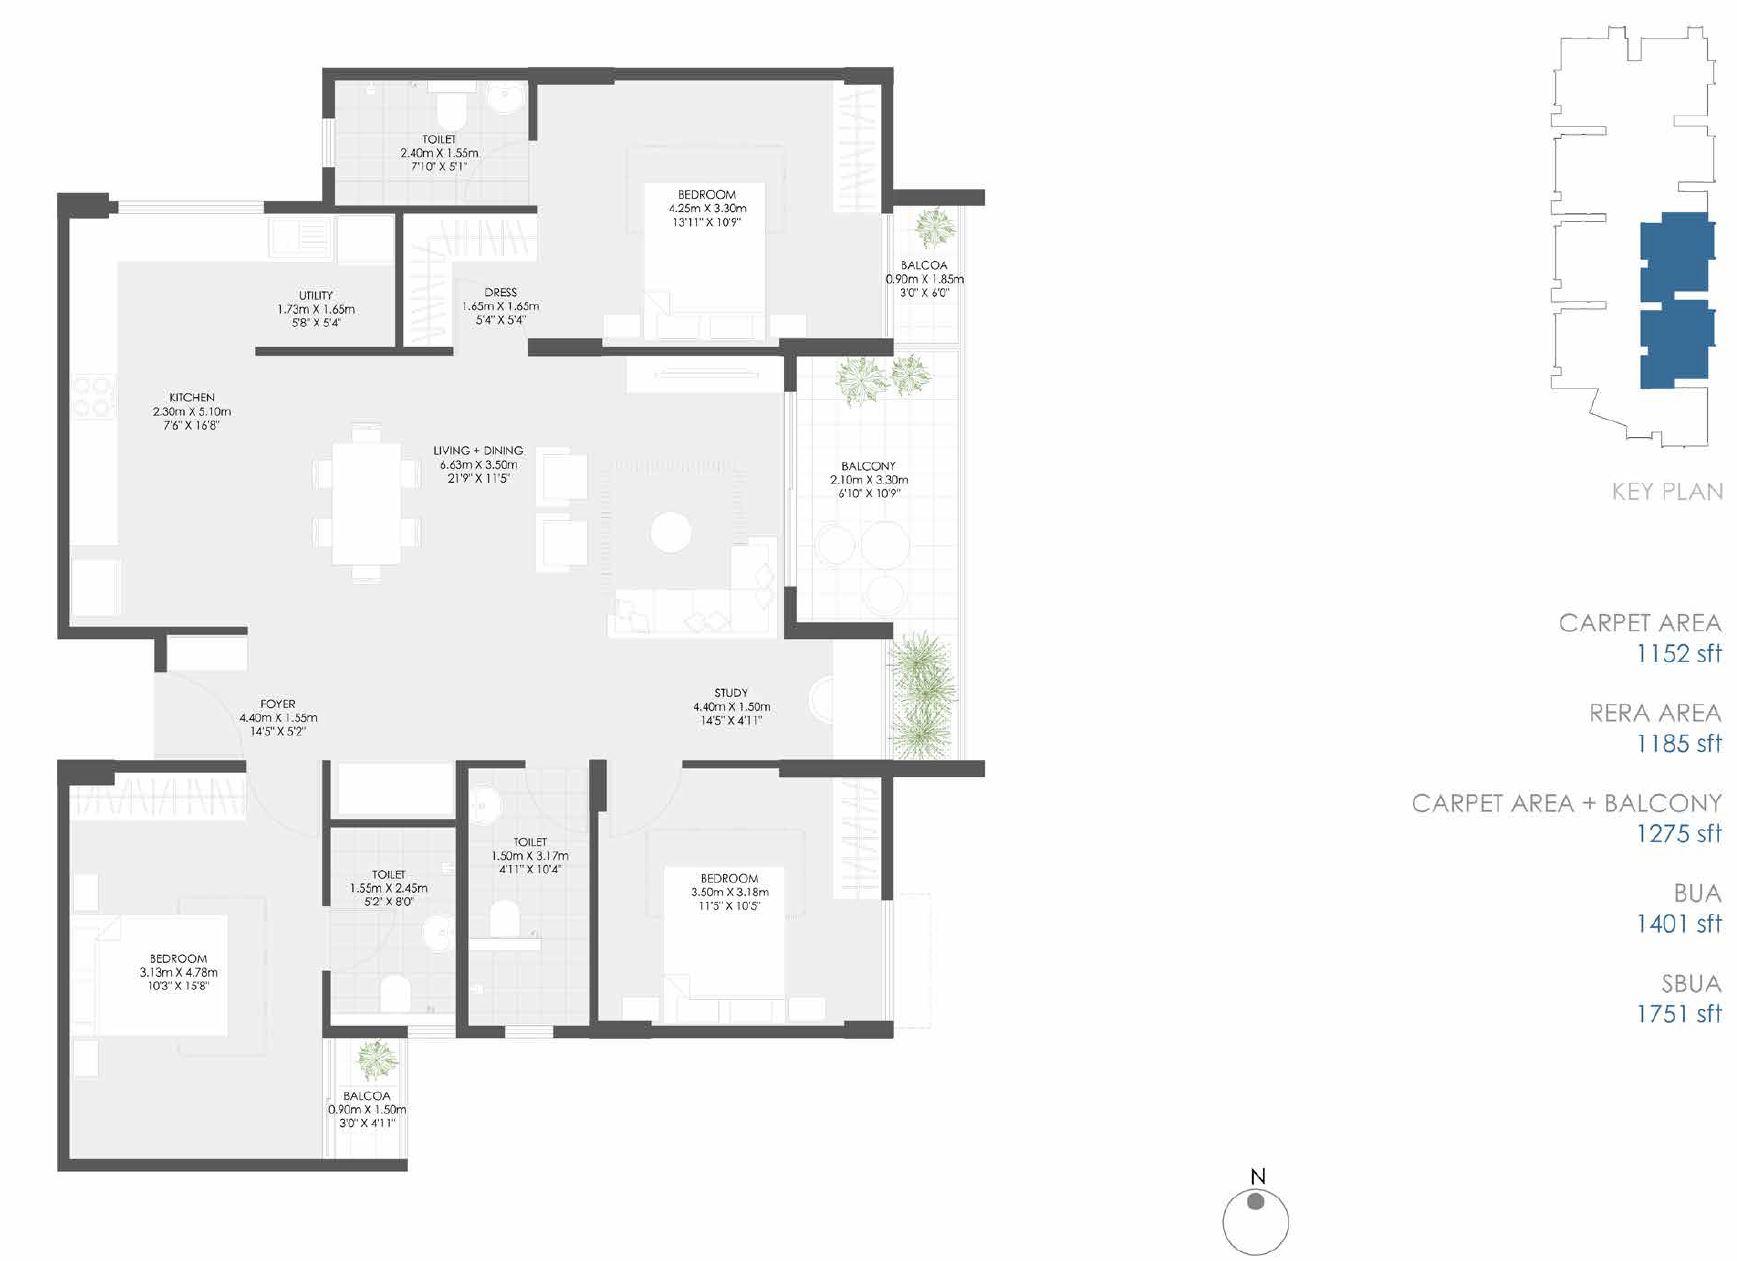 TOILET
2.40m X 1.55m
7'10" X 5'1"
BEDROOM
4.25m X 3.30m
13'11" X 10'9"
BALCOA
0.90m X 1.85m
3'0" X 6'0"
UTILITY
1.73m X 1.65m
5'8" X 5'4"
DRESS
1.65m X 1.65m
5'4" X 5'4"
KITCHEN
2.30m X 5.10m
7'6" X 16'8"
LIVING + DINING
6.63m X 3.50m
21'9" X 11'5"
BALCONY
2.10m X 3.30m
6'10" X 10'9"
FOYER
4.40m X 1.55m
14'5" X 5'2"
STUDY
4.40m X 1.50m
14'5" X 4'11"
TOILET
1.50m X 3.17m
4'11" X 10'4"
TOILET
1.55m X 2.45m
5'2" X 8'0"
BEDROOM
3.50m X 3.18m
11'5" X 10'5"
BEDROOM
3.13m X 4.78m
10'3" X 15'8"
BALCOA
0.90m X 1.50m
3'0" X 4'11"
KEY PLAN
CARPET AREA
1152 sft
RERA AREA
1185 sft
CARPET AREA + BALCONY
1275 sft
BUA
1401 sft
SBUA
1751 sft
N